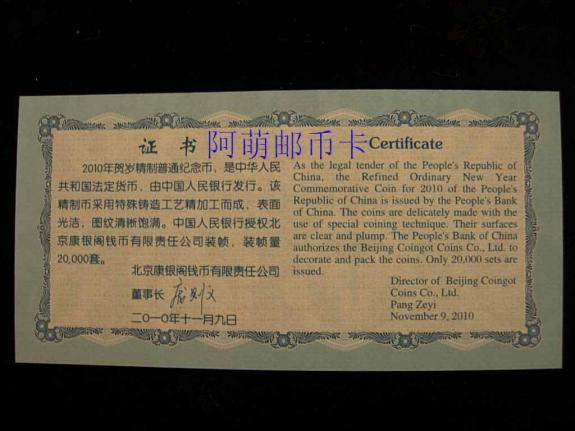 证书
阿萌邮币卡
2010年贺岁精制普通纪念币，是中华人民
共和国法定货币，由中国人民银行发行。该
精制币采用特殊铸造工艺精加工而成，表面
光洁，图纹清晰饱满。中国人民银行授权北
京康银阁钱币有限责任公司装帧，装帧量
20,000套。
北京康银阁钱币有限责任公司
董事长
二○一○年十一月九日
Certificate
As the legal tender of the People's Republic of
China, the Refined Ordinary New Year
Commemorative Coin for 2010 of the People's
Republic of China is issued by the People's Bank
of China. The coins are delicately made with the
use of special coining technique. Their surfaces
are clear and plump. The People's Bank of China
authorizes the Beijing Coingot Coins Co., Ltd. to
decorate and pack the coins. Only 20,000 sets are
issued.
Director of Beijing Coingot
Coins Co., Ltd.
Pang Zeyi
November 9, 2010